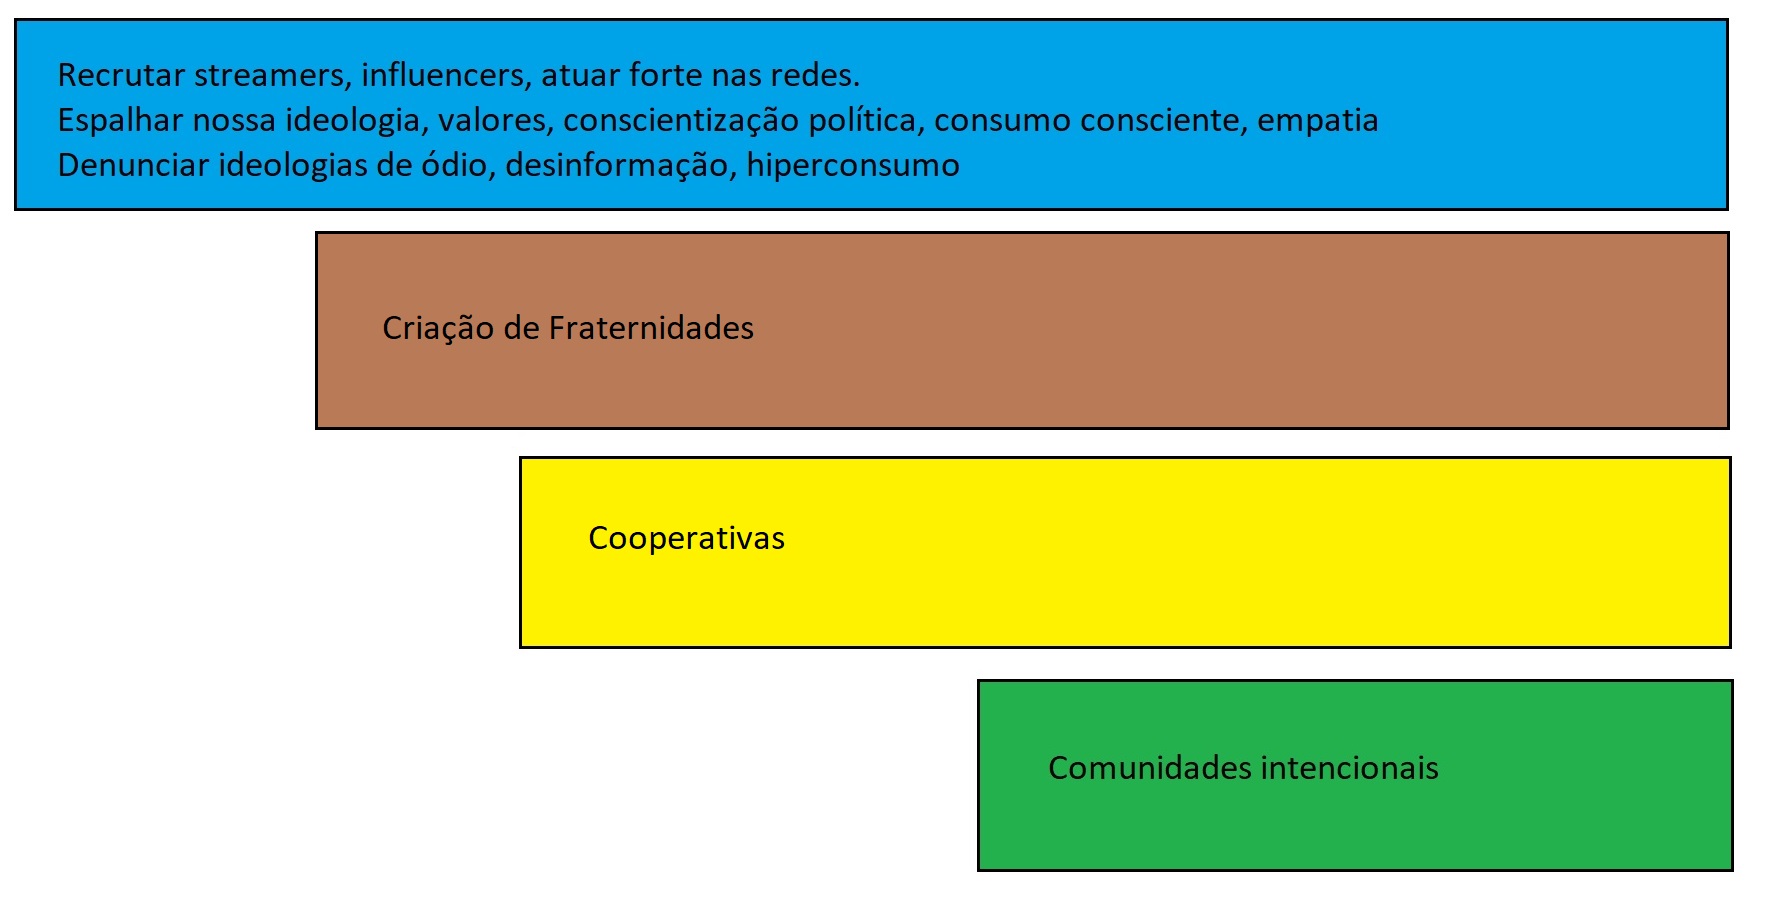 Recrutar streamers, influencers, atuar forte nas redes.
Espalhar nossa ideologia, valores, conscientização política, consumo consciente, empatia
Denunciar ideologias de ódio, desinformação, hiperconsumo
Criação de Fraternidades
Cooperativas
Comunidades intencionais